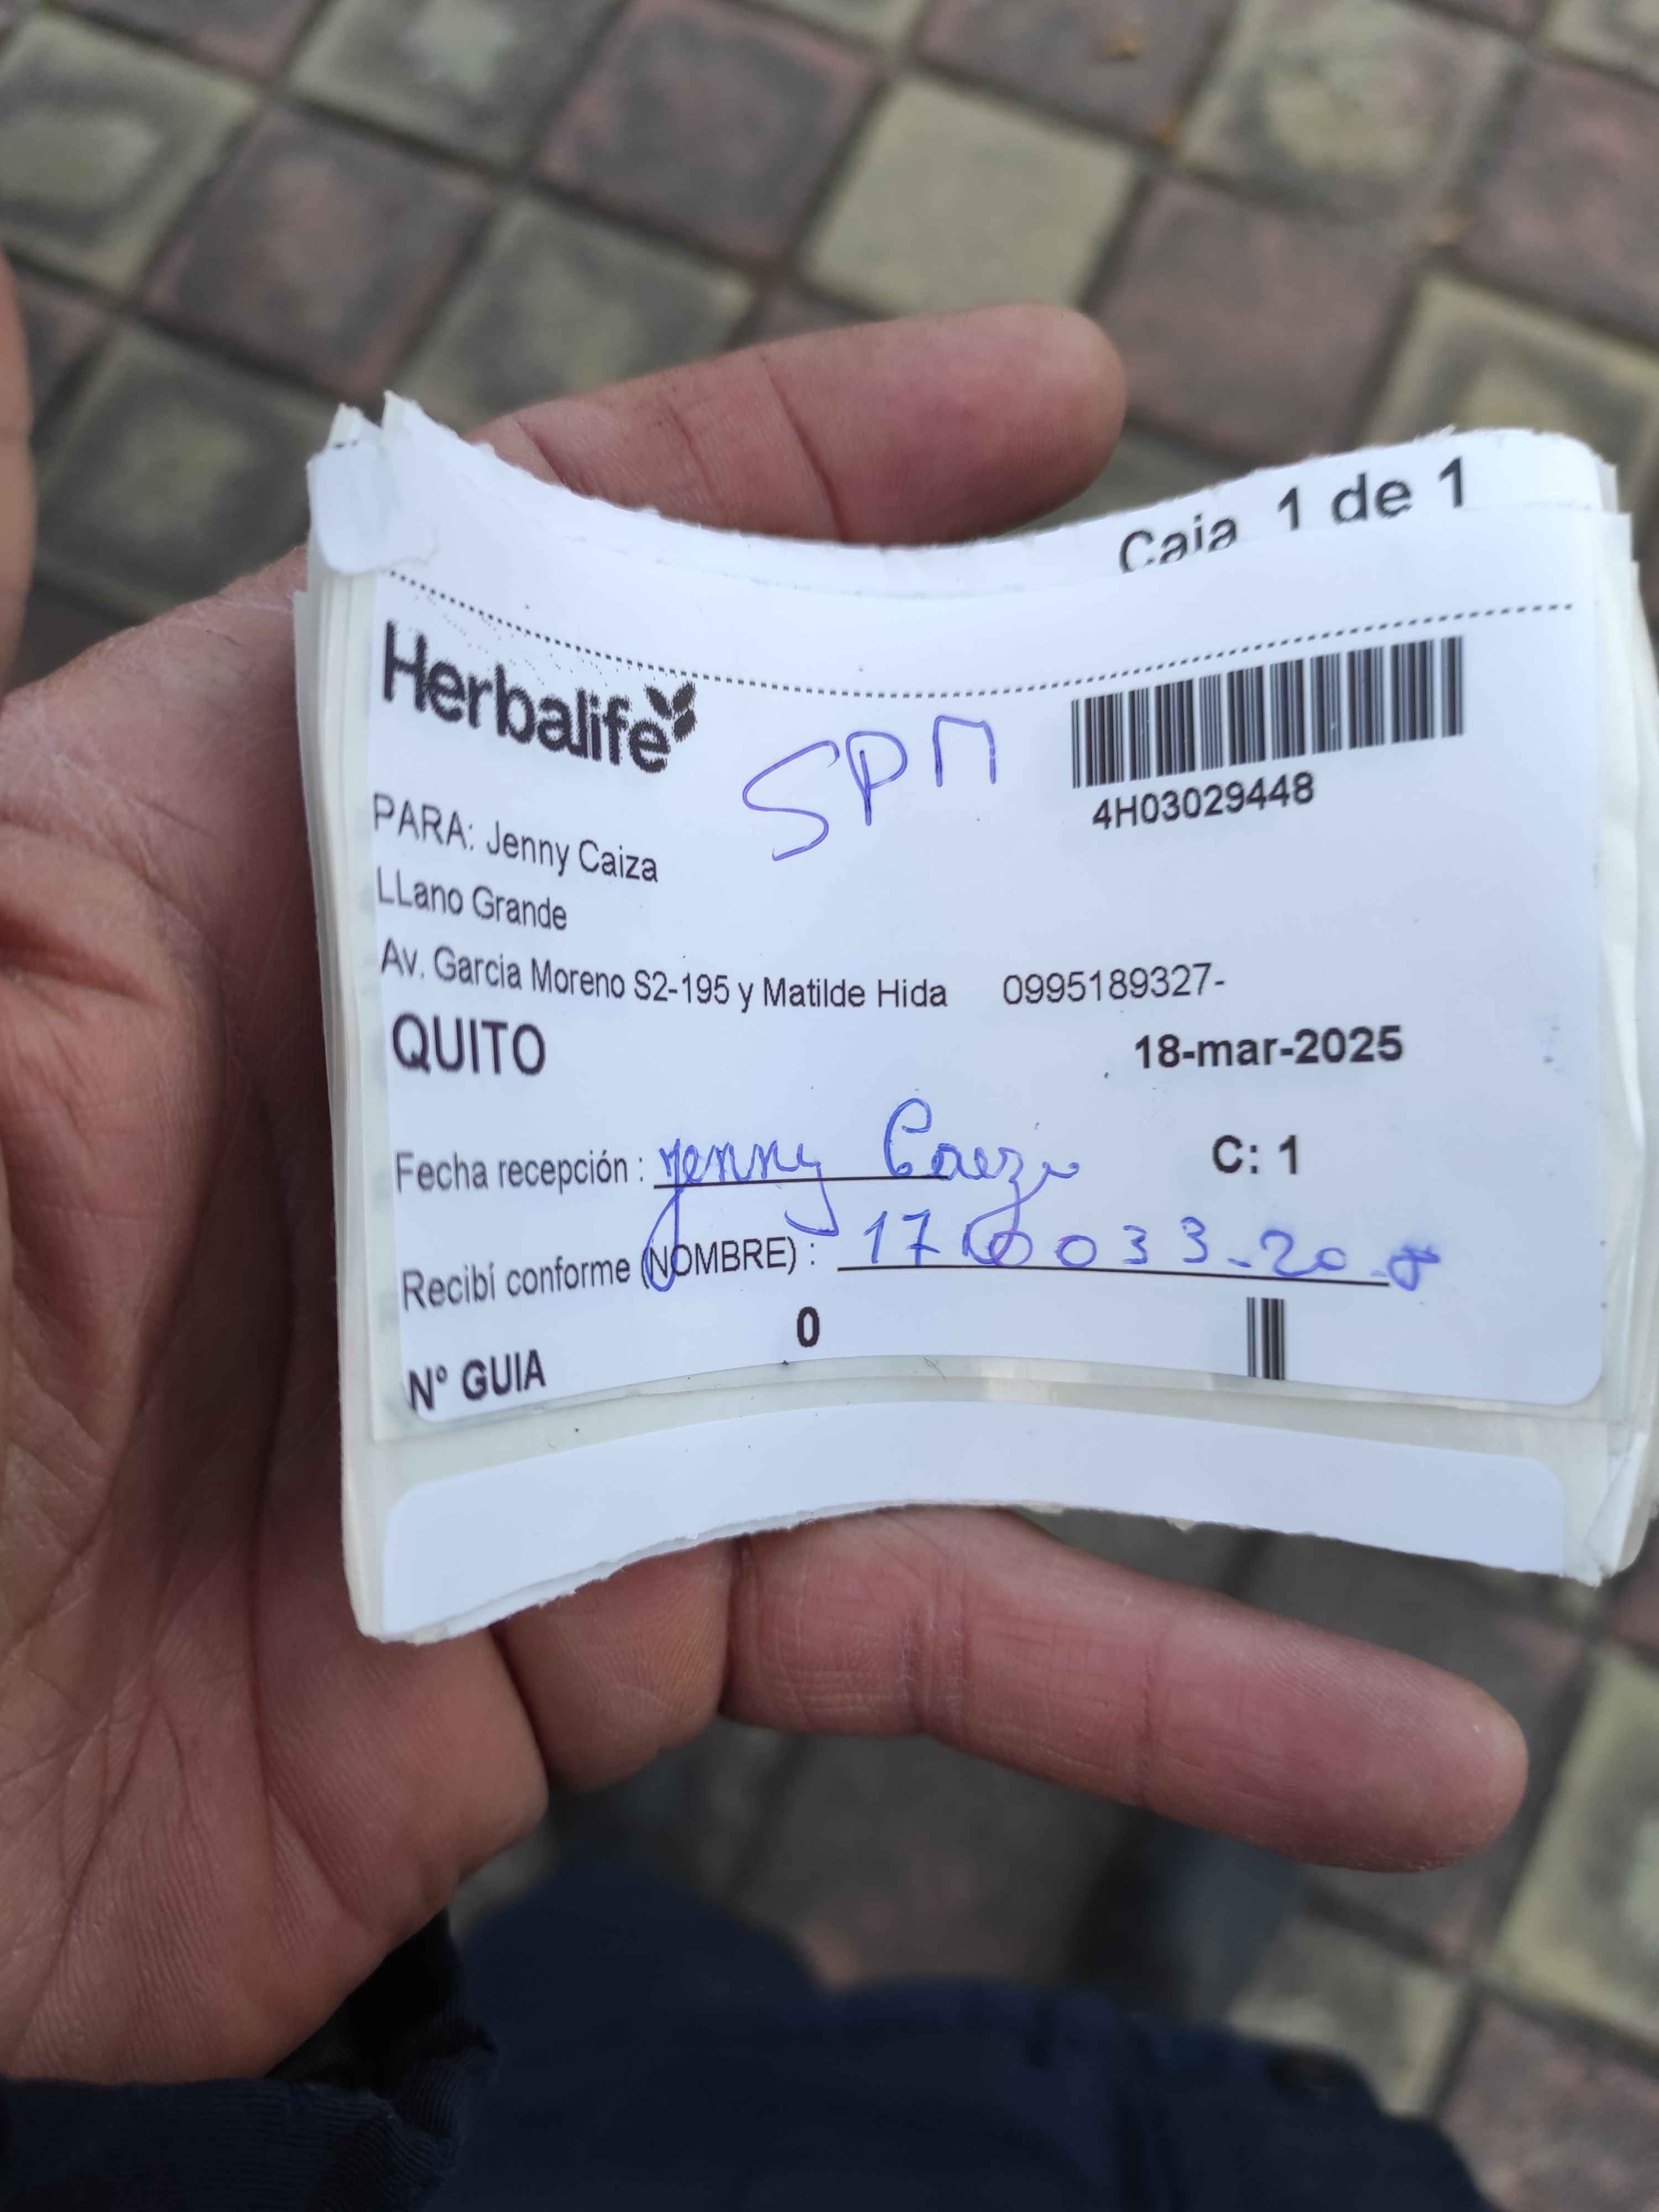 Caja 1 de 1
Herbalife
SPM
4H03029448
PARA: Jenny Caiza
LLano Grande
Av. Garcia Moreno S2-195 y Matilde Hida 0995189327-
QUITO 18-mar-2025
Fecha recepción : Jenny Caiza C: 1
Recibí conforme (NOMBRE) :
N° GUIA 0